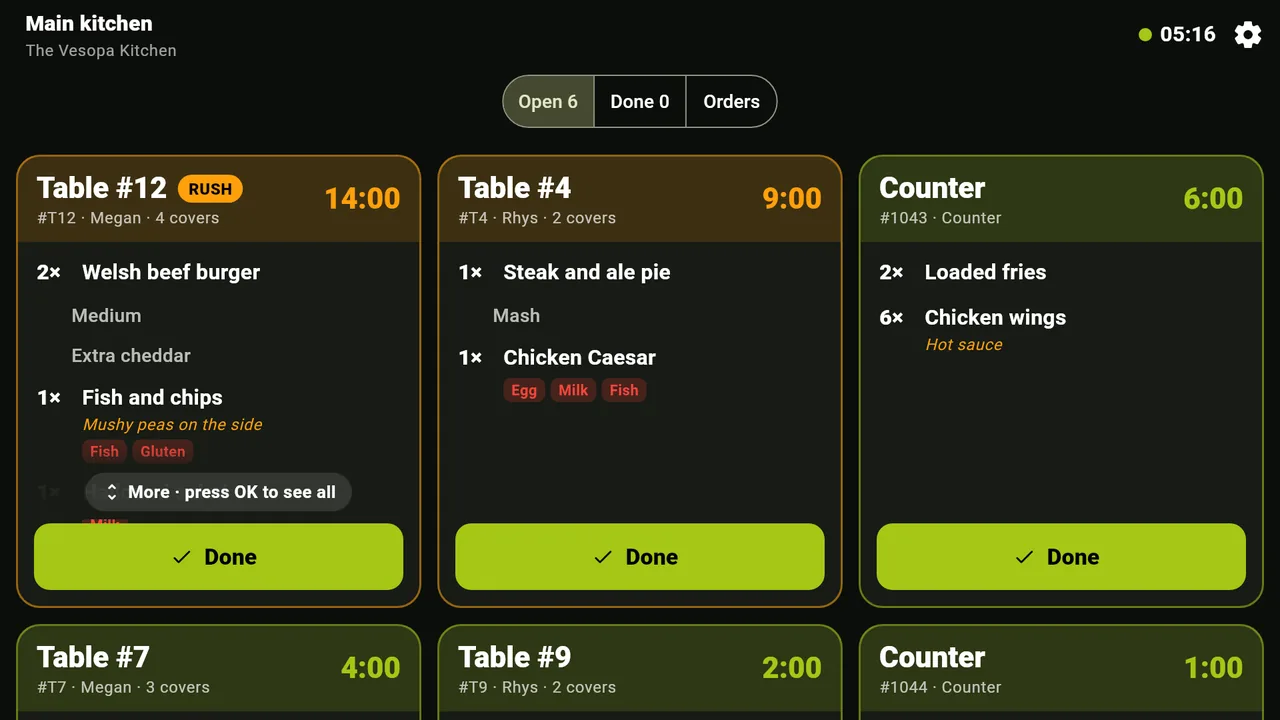 Main kitchen
The Vesopa Kitchen
05:16
Open 6
Done 0
Orders
Table #12 RUSH
#T12 · Megan · 4 covers
14:00
2× Welsh beef burger
Medium
Extra cheddar
1× Fish and chips
Mushy peas on the side
Fish Gluten
1×
More · press OK to see all
Milk
Done
Table #4
#T4 · Rhys · 2 covers
9:00
1× Steak and ale pie
Mash
1× Chicken Caesar
Egg Milk Fish
Done
Counter
#1043 · Counter
6:00
2× Loaded fries
6× Chicken wings
Hot sauce
Done
Table #7
#T7 · Megan · 3 covers
4:00
Table #9
#T9 · Rhys · 2 covers
2:00
Counter
#1044 · Counter
1:00